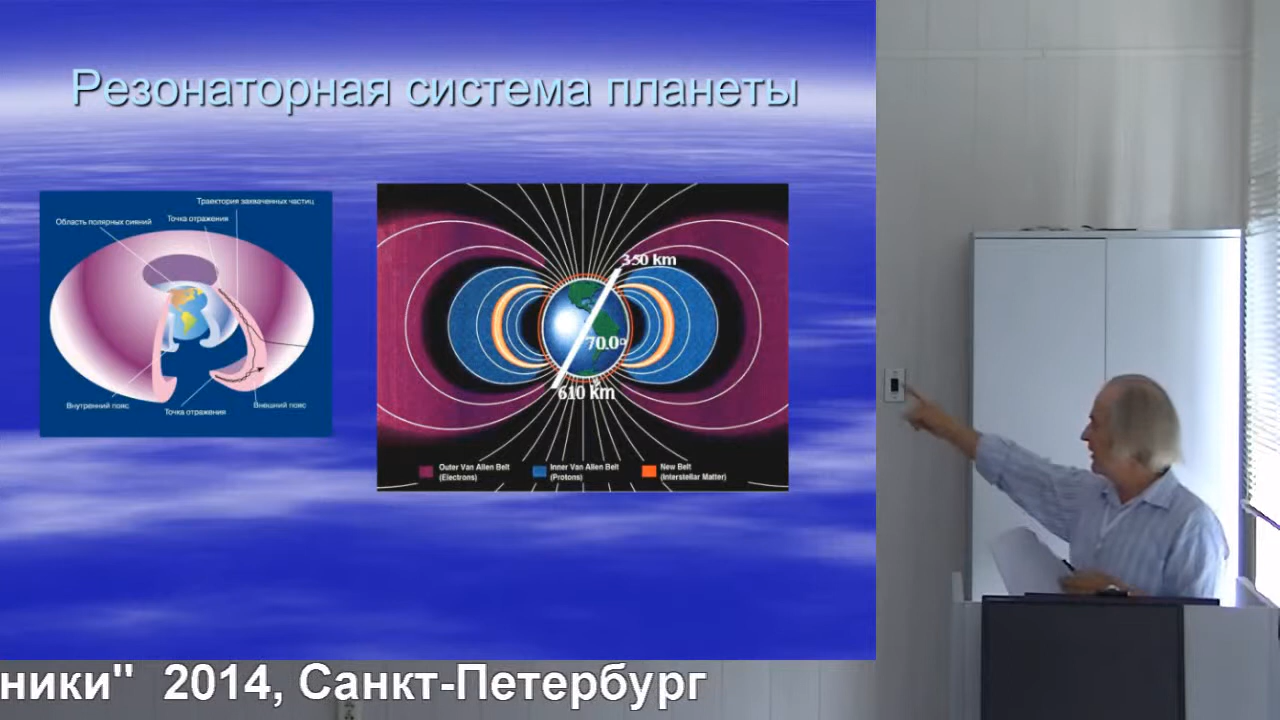 Резонаторная система планеты
Траектория захваченных частиц
Область полярных сияний
Точка отражения
Внутренний пояс
Точка отражения
Внешний пояс
350 km
70.0°
610 km
Outer Van Allen Belt
(Electrons)
Inner Van Allen Belt
(Protons)
New Belt
(Interstellar Matter)
ники" 2014, Санкт-Петербург